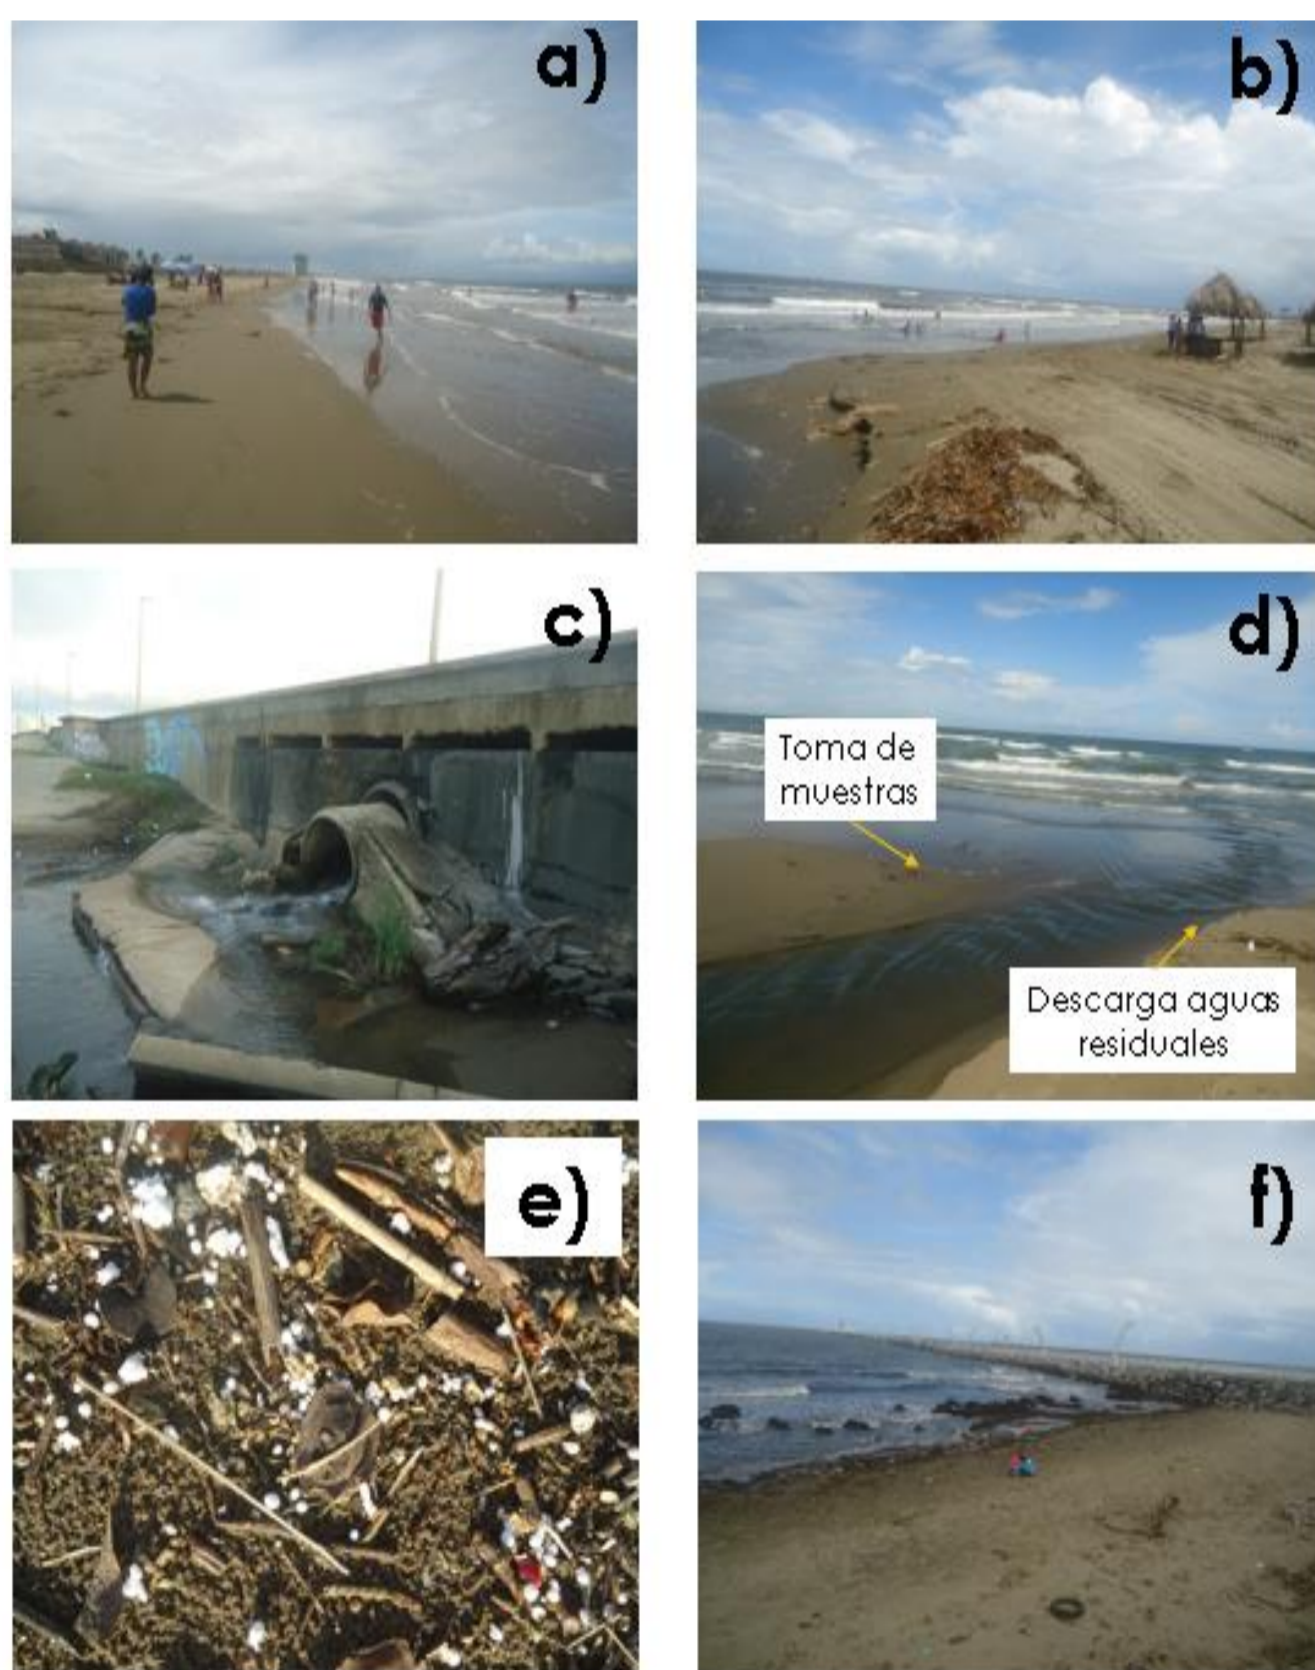 a)
b)
c)
d)
Toma de
muestras
Descarga aguas
residuales
e)
f)